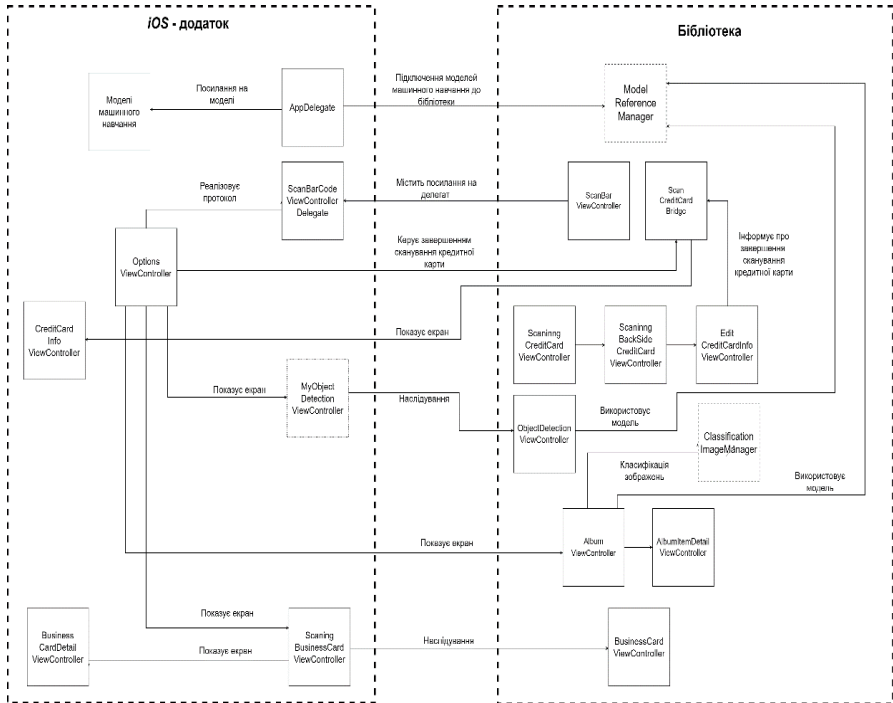 iOS - додаток
Бібліотека
Моделі
машинного
навчання
Посилання на
моделі
AppDelegate
Підключення моделей
машинного навчання до
бібліотеки
Model
Reference
Manager
Реалізовує
протокол
ScanBarCode
ViewController
Delegate
Містить посилання на
делегат
ScanBar
ViewController
Scan
CreditCard
Bridge
Options
ViewController
Керує завершенням
сканування кредитної
карти
Інформує про
завершення
сканування
кредитної карти
CreditCard
Info
ViewController
Показує екран
Scaninng
CreditCard
ViewController
Scaninng
BackSide
CreditCard
ViewController
Edit
CreditCardInfo
ViewController
Показує екран
MyObject
Detection
ViewController
Наслідування
ObjectDetection
ViewController
Використовує
модель
Classification
ImageManager
Класифікація
зображень
Використовує
модель
Показує екран
Album
ViewController
AlbumItemDetail
ViewController
Business
CardDetail
ViewController
Показує екран
Показує екран
Scaning
BusinessCard
ViewController
Наслідування
BusinessCard
ViewController